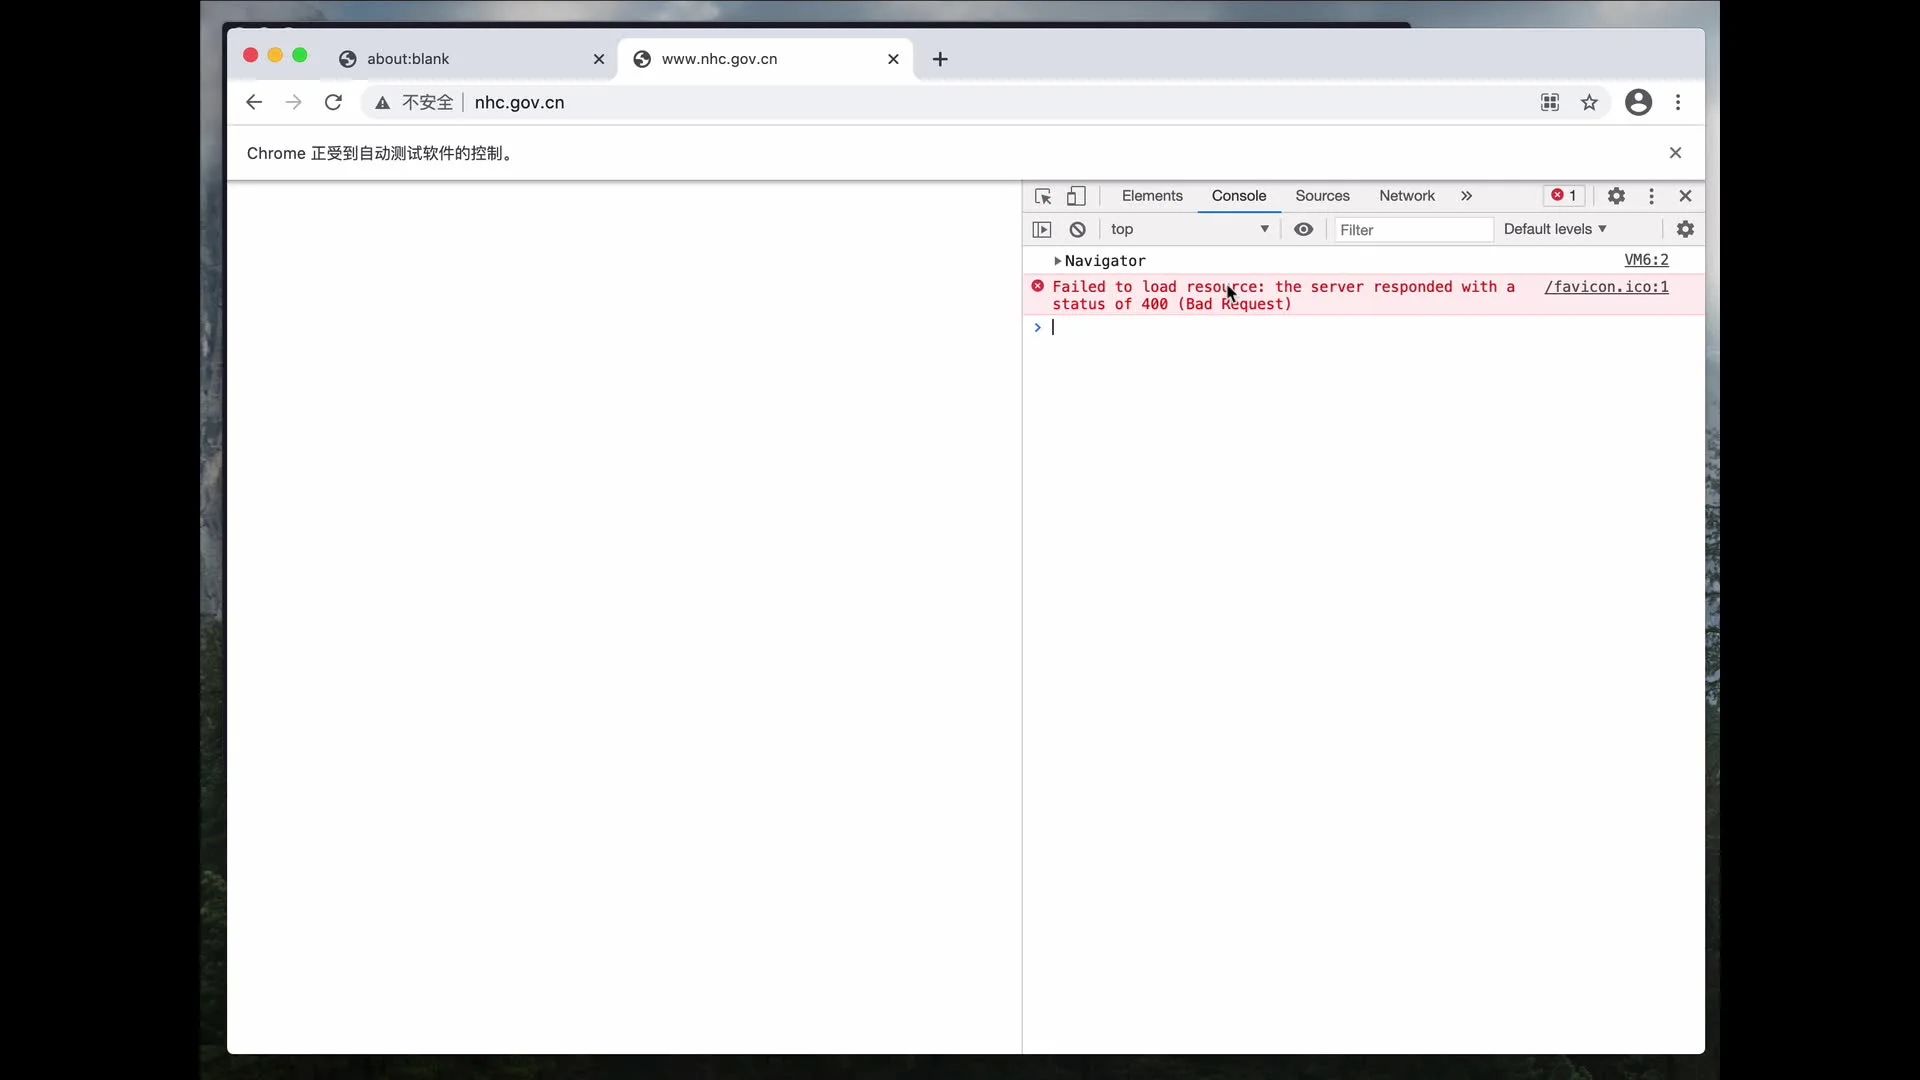 about:blank
www.nhc.gov.cn
不安全
nhc.gov.cn
Chrome 正受到自动测试软件的控制。
Elements
Console
Sources
Network
1
top
Filter
Default levels
Navigator
VM6:2
Failed to load resource: the server responded with a
/favicon.ico:1
status of 400 (Bad Request)